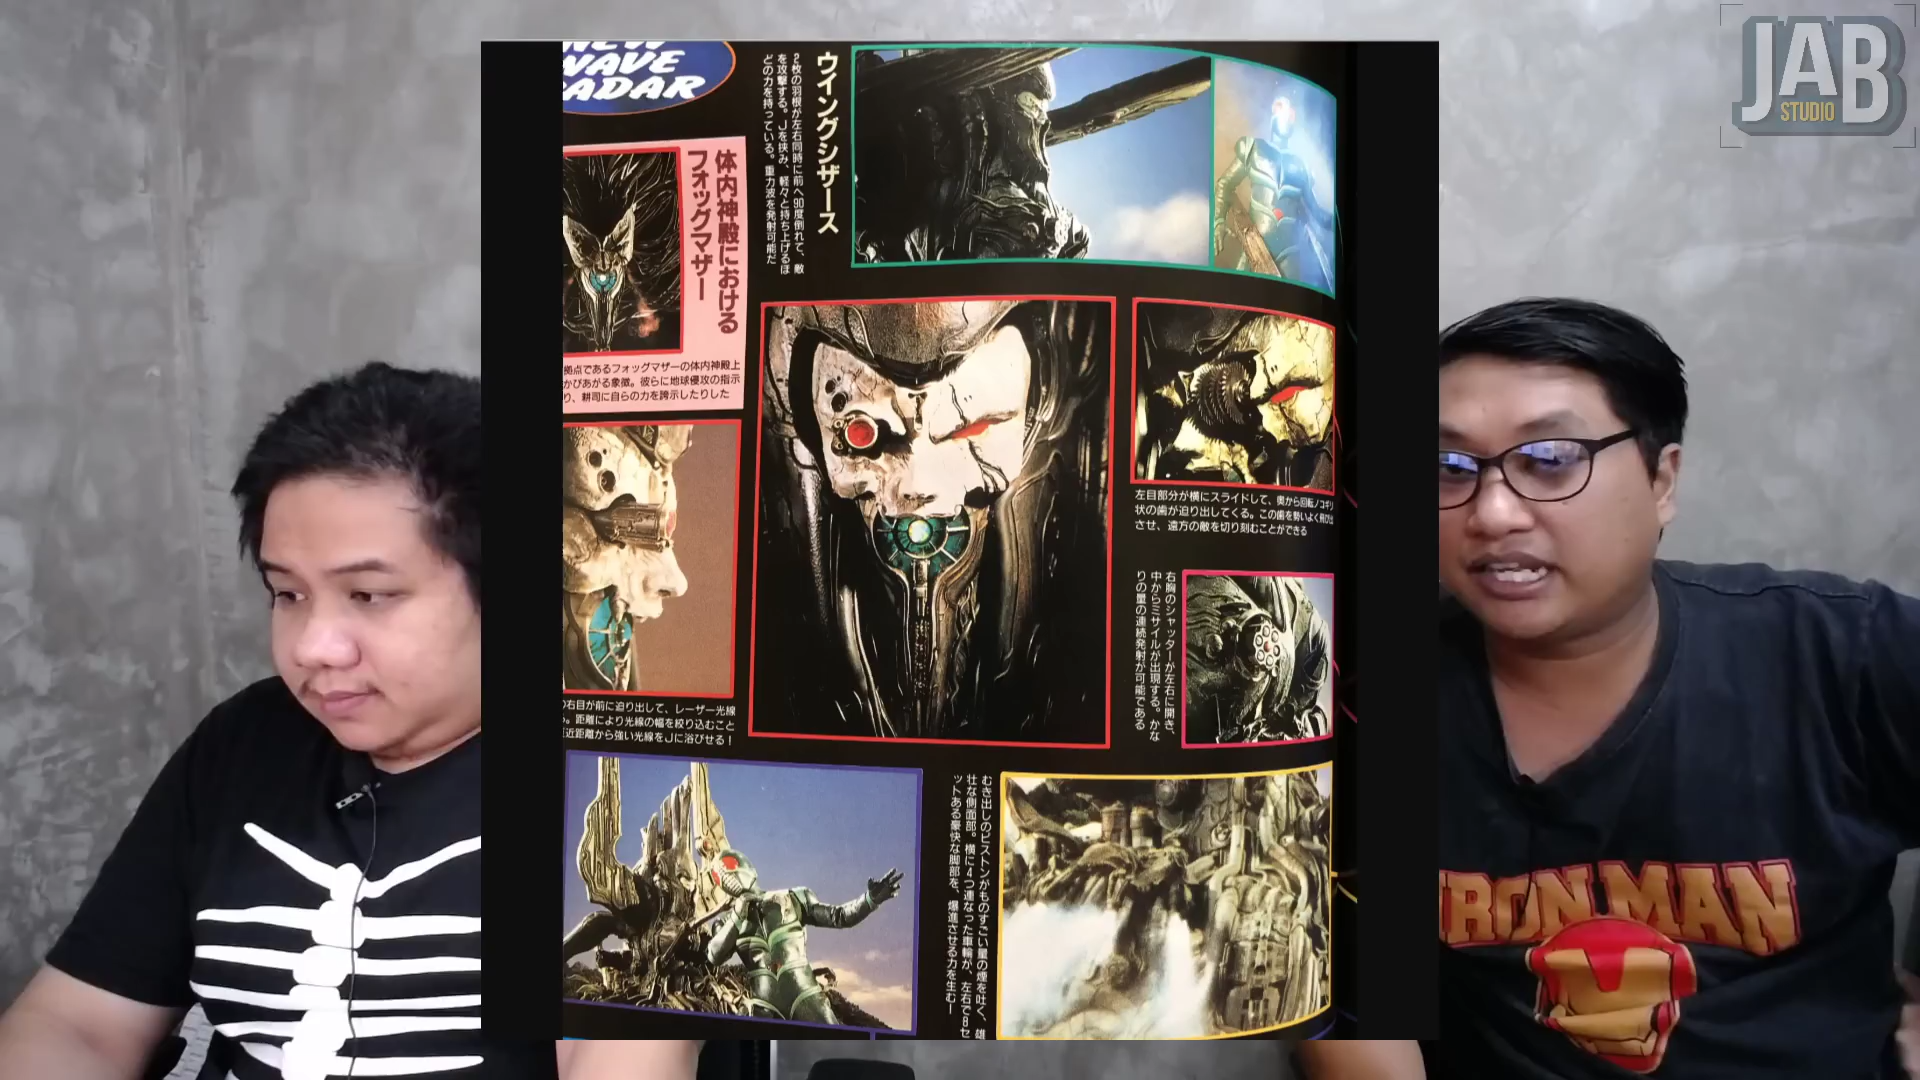 JAB
STUDIO
NEW
WAVE
RADAR
ウイングシザース
2枚の羽根が左右同時に前へ90度倒れて、敵
を攻撃する。Jを挟み、軽々と持ち上げるほ
どの力を持っている。重力波を発射可能だ
体内神殿における
フォッグマザー
拠点であるフォッグマザーの体内神殿上
かびあがる象徴。彼らに地球侵攻の指示
り、耕司に自らの力を誇示したりした
左目部分が横にスライドして、奥から回転ノコギリ
状の歯が迫り出してくる。この歯を勢いよく飛び出
させ、遠方の敵を切り刻むことができる
右胸のシャッターが左右に開き、
中からミサイルが出現する。かな
りの量の連続発射が可能である
の右目が前に迫り出して、レーザー光線
。距離により光線の幅を絞り込むこと
近距離から強い光線をJに浴びせる！
むき出しのピストンがものすごい量の煙を吐く、雄
壮な側面部。横に4つ連なった車輪が、左右で8セ
ットある豪快な脚部を、爆進させる力を生む！
IRON MAN